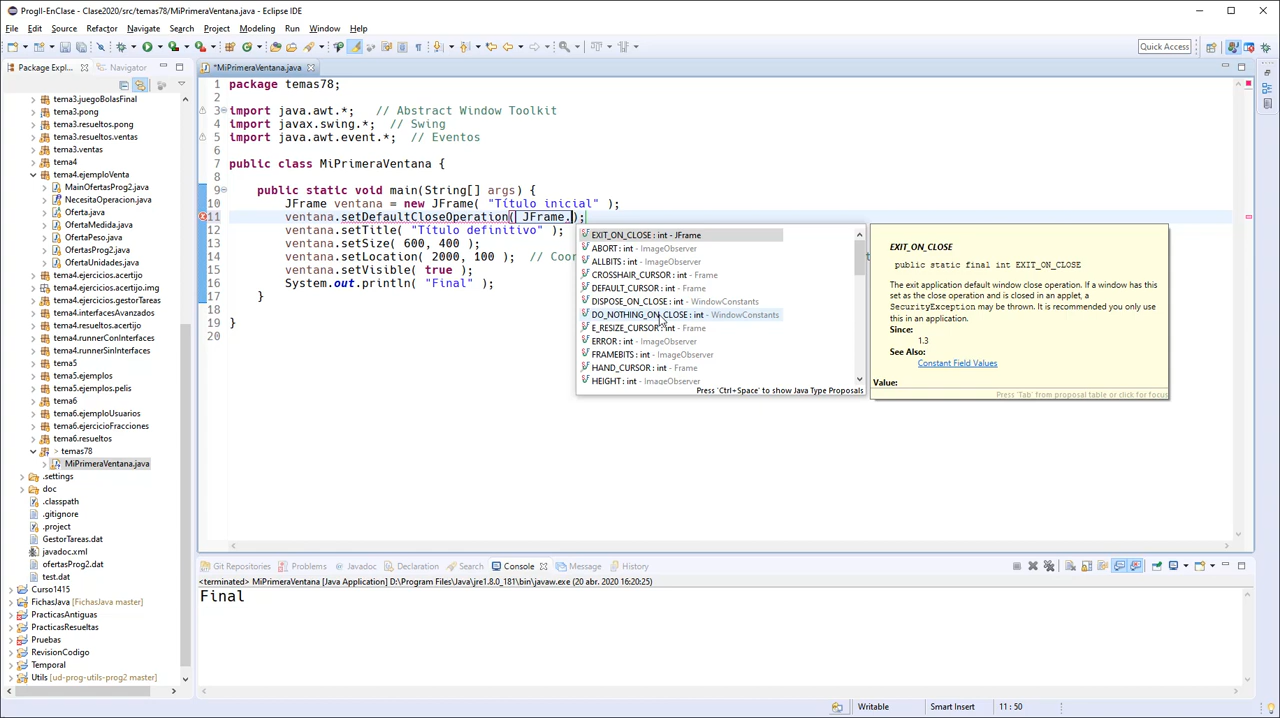 ProgII-EnClase - Clase2020/src/temas78/MiPrimeraVentana.java - Eclipse IDE
File Edit Source Refactor Navigate Search Project Modeling Run Window Help
Quick Access
Package Expl... Navigator
*MiPrimeraVentana.java
tema3.juegoBolasFinal
tema3.pong
tema3.resueltos.pong
tema3.resueltos.ventas
tema3.ventas
tema4
tema4.ejemploVenta
MainOfertasProg2.java
NecesitaOperacion.java
Oferta.java
OfertaMedida.java
OfertaPeso.java
OfertasProg2.java
OfertaUnidades.java
tema4.ejercicios.acertijo
tema4.ejercicios.acertijo.img
tema4.ejercicios.gestorTareas
tema4.interfacesAvanzados
tema4.resueltos.acertijo
tema4.runnerConInterfaces
tema4.runnerSinInterfaces
tema5
tema5.ejemplos
tema5.ejemplos.pelis
tema6
tema6.ejemploUsuarios
tema6.ejercicioFracciones
tema6.resueltos
> temas78
MiPrimeraVentana.java
.settings
doc
.classpath
.gitignore
.project
GestorTareas.dat
javadoc.xml
ofertasProg2.dat
test.dat
Curso1415
FichasJava [FichasJava master]
PracticasAntiguas
PracticasResueltas
Pruebas
RevisionCodigo
Temporal
Utils [ud-prog-utils-prog2 master]
1 package temas78;
2
3 import java.awt.*;   // Abstract Window Toolkit
4 import javax.swing.*;  // Swing
5 import java.awt.event.*;  // Eventos
6
7 public class MiPrimeraVentana {
8
9 public static void main(String[] args) {
10 JFrame ventana = new JFrame( "Título inicial" );
11 ventana.setDefaultCloseOperation( JFrame.);
12 ventana.setTitle( "Título definitivo" );
13 ventana.setSize( 600, 400 );
14 ventana.setLocation( 2000, 100 );  // Coor
15 ventana.setVisible( true );
16 System.out.println( "Final" );
17 }
18
19 }
20
EXIT_ON_CLOSE : int - JFrame
ABORT : int - ImageObserver
ALLBITS : int - ImageObserver
CROSSHAIR_CURSOR : int - Frame
DEFAULT_CURSOR : int - Frame
DISPOSE_ON_CLOSE : int - WindowConstants
DO_NOTHING_ON_CLOSE : int - WindowConstants
E_RESIZE_CURSOR : int - Frame
ERROR : int - ImageObserver
FRAMEBITS : int - ImageObserver
HAND_CURSOR : int - Frame
HEIGHT : int - ImageObserver
Press 'Ctrl+Space' to show Java Type Proposals
EXIT_ON_CLOSE
public static final int EXIT_ON_CLOSE
The exit application default window close operation. If a window has
this set as the close operation and is closed in an applet, a
SecurityException may be thrown. It is recommended you only
use this in an application.
Since:
1.3
See Also:
Constant Field Values
Value:
Press 'Tab' from proposal table or click for focus
Git Repositories Problems Javadoc Declaration Search Console Message History
<terminated> MiPrimeraVentana [Java Application] D:\Program Files\Java\jre1.8.0_181\bin\javaw.exe (20 abr. 2020 16:20:25)
Final
Writable Smart Insert 11 : 50